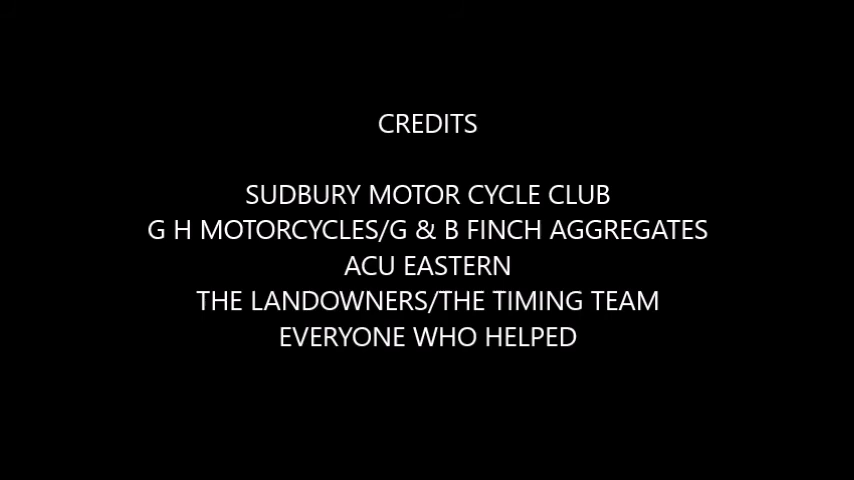 CREDITS
SUDBURY MOTOR CYCLE CLUB
G H MOTORCYCLES/G & B FINCH AGGREGATES
ACU EASTERN
THE LANDOWNERS/THE TIMING TEAM
EVERYONE WHO HELPED